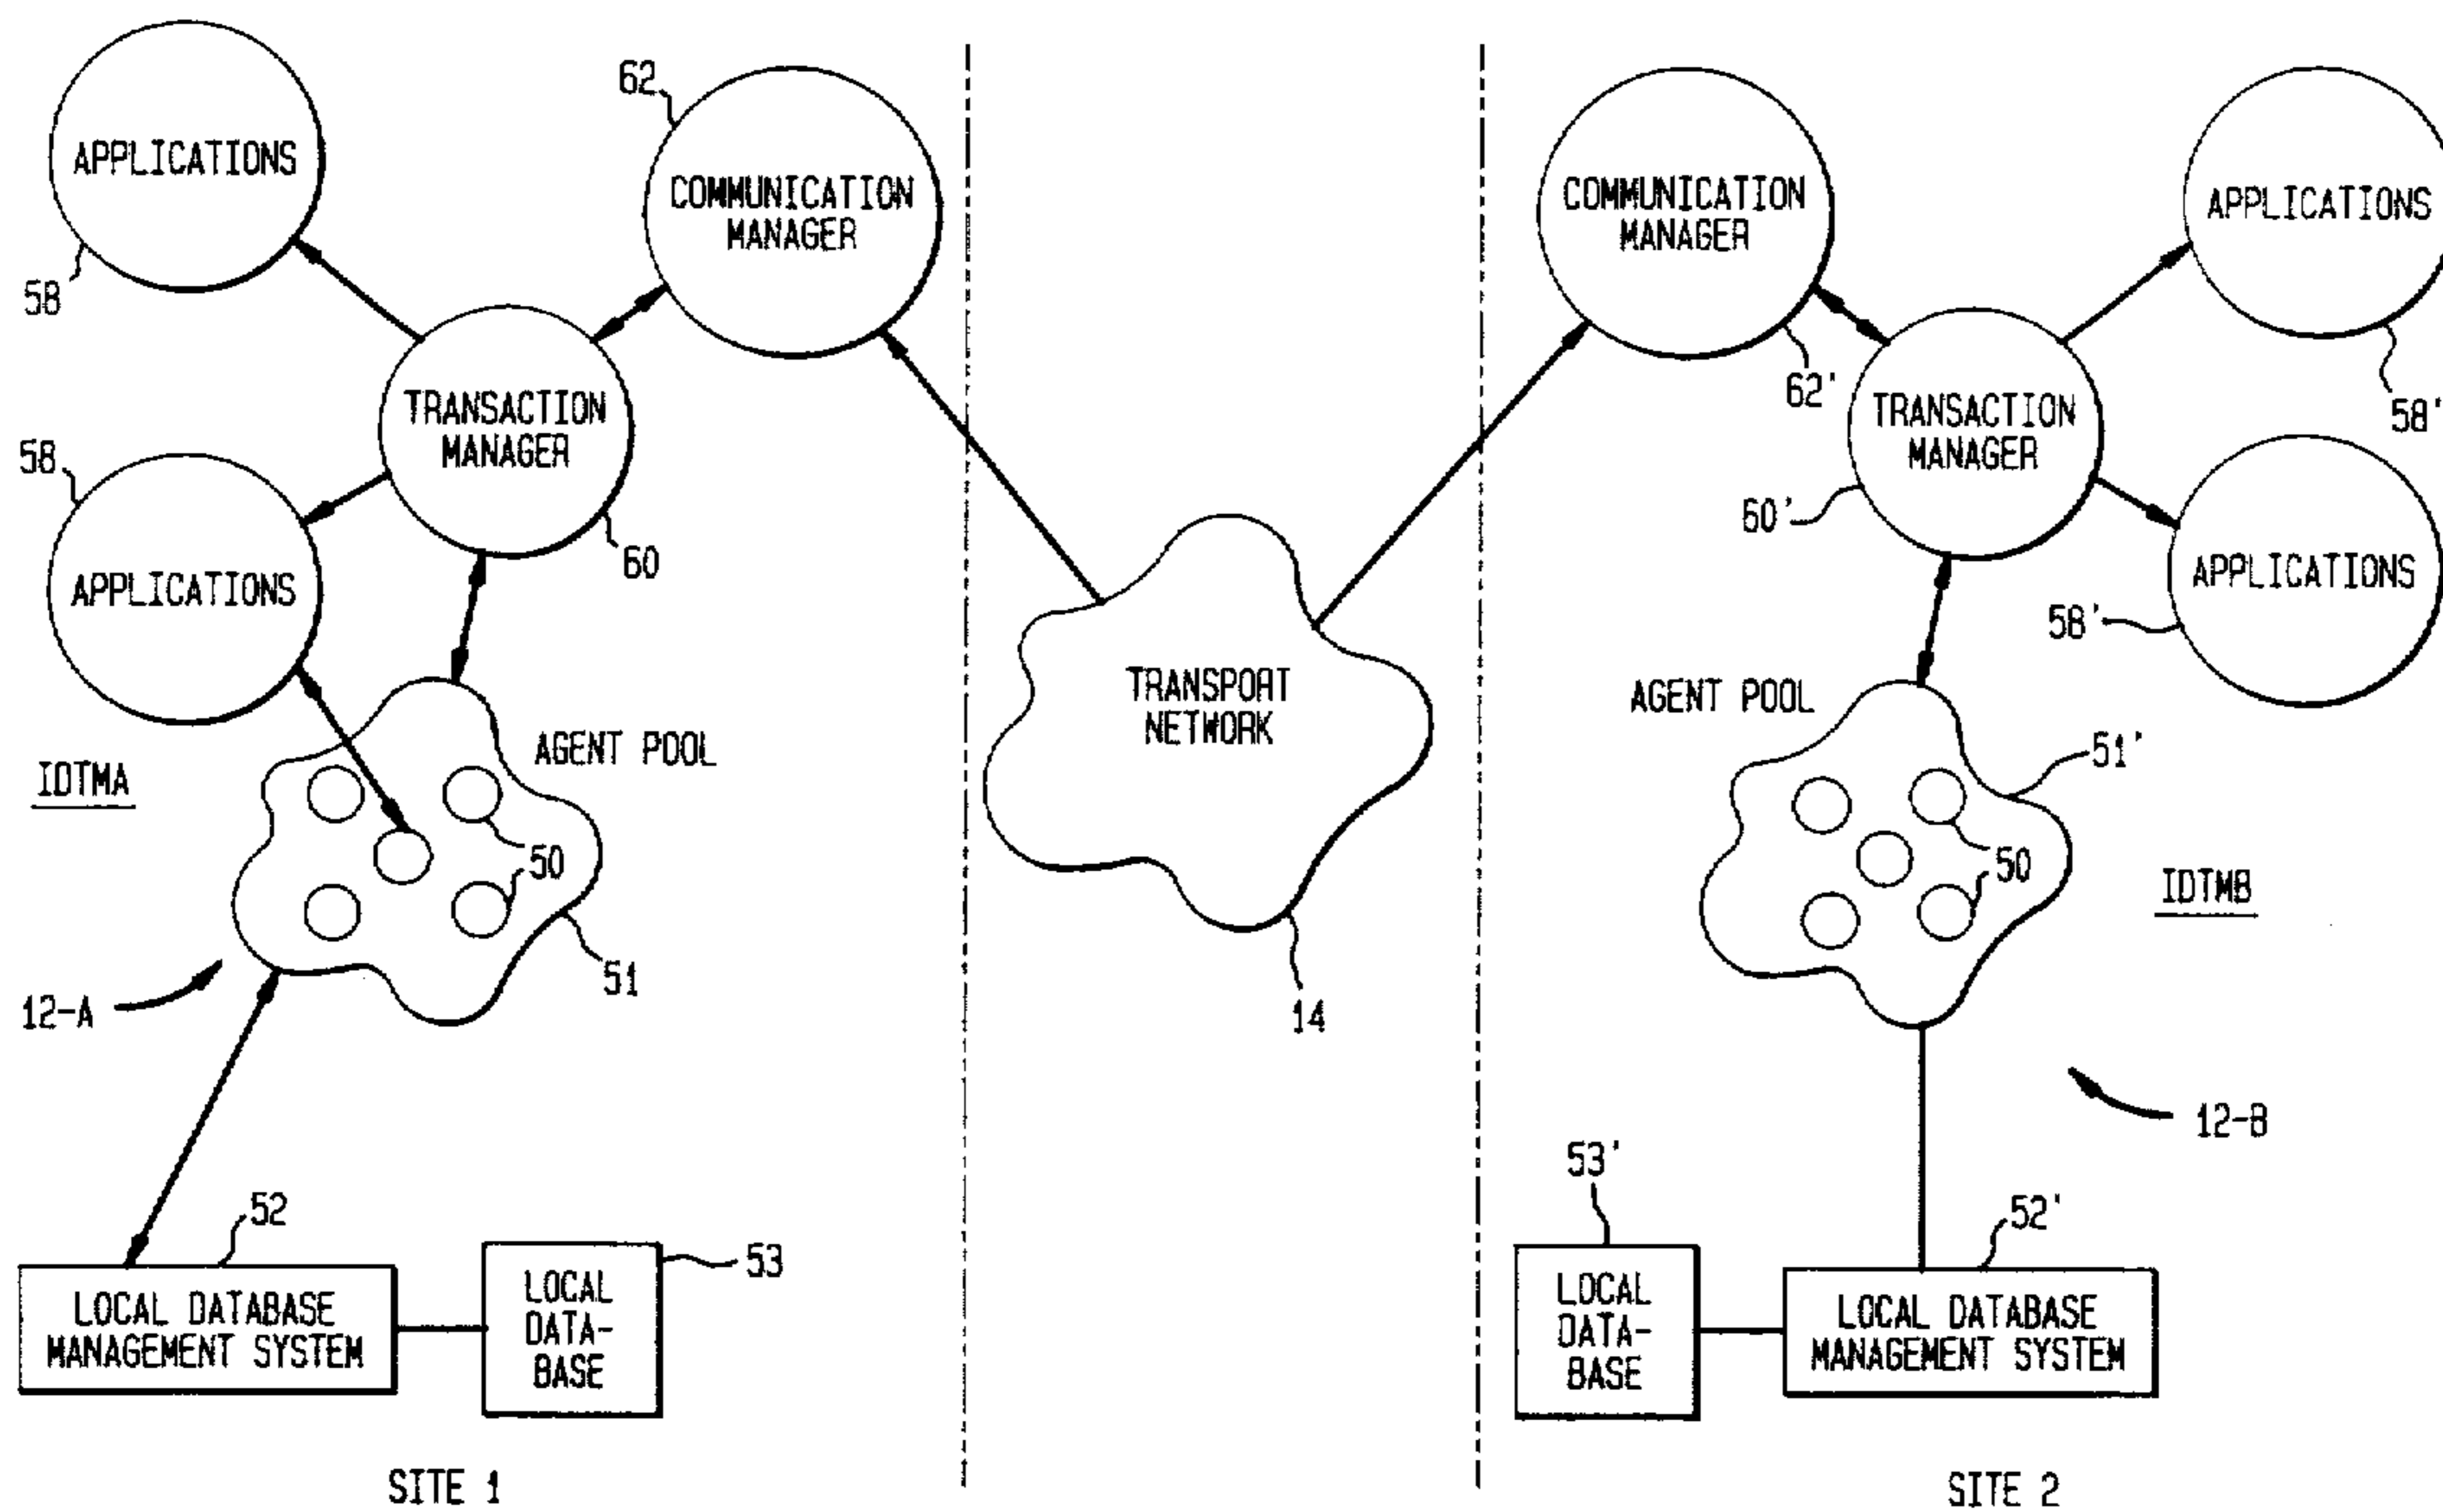 APPLICATIONS
58
62
COMMUNICATION
MANAGER
TRANSACTION
MANAGER
60
58
APPLICATIONS
AGENT POOL
IDTMA
50
51
12-A
52
LOCAL DATABASE
MANAGEMENT SYSTEM
53
LOCAL
DATA-
BASE
SITE 1
TRANSPORT
NETWORK
14
COMMUNICATION
MANAGER
62'
APPLICATIONS
58'
TRANSACTION
MANAGER
60'
APPLICATIONS
58'
AGENT POOL
51'
50
IDTMB
12-B
53'
LOCAL
DATA-
BASE
52'
LOCAL DATABASE
MANAGEMENT SYSTEM
SITE 2